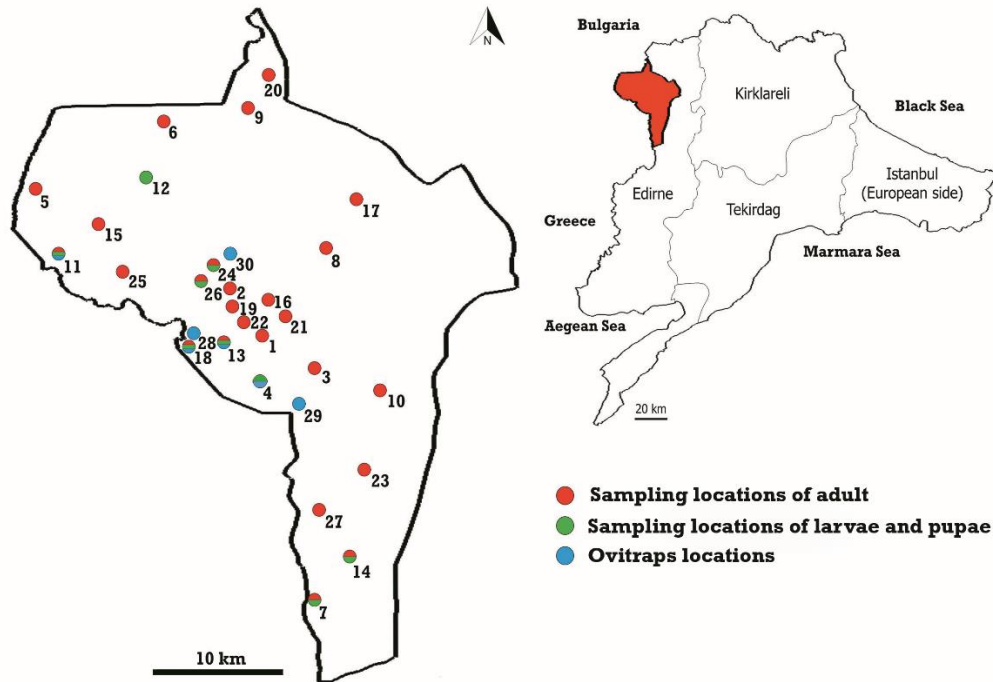 N
20
9
6
12
5
17
15
8
11
30
24
25
26
2
16
19
21
22
28
13
1
18
3
4
10
29
23
27
14
7
10 km
Bulgaria
Kirklareli
Black Sea
Istanbul
(European side)
Edirne
Tekirdag
Greece
Marmara Sea
Aegean Sea
20 km
Sampling locations of adult
Sampling locations of larvae and pupae
Ovitraps locations